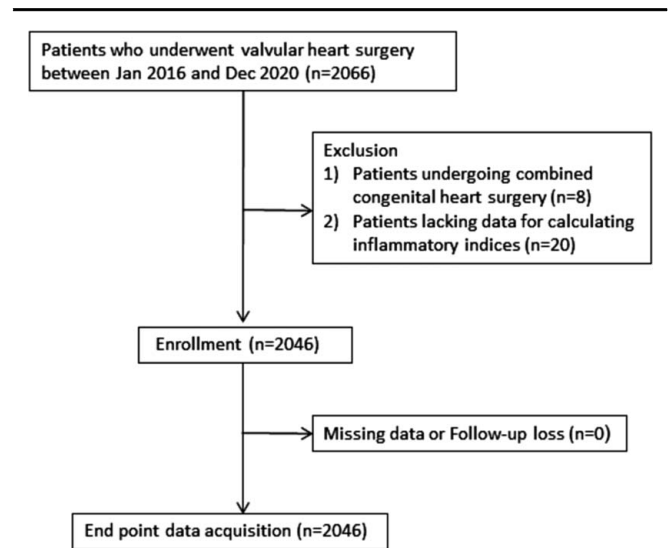 Patients who underwent valvular heart surgery
between Jan 2016 and Dec 2020 (n=2066)
Exclusion
1) Patients undergoing combined
congenital heart surgery (n=8)
2) Patients lacking data for calculating
inflammatory indices (n=20)
Enrollment (n=2046)
Missing data or Follow-up loss (n=0)
End point data acquisition (n=2046)